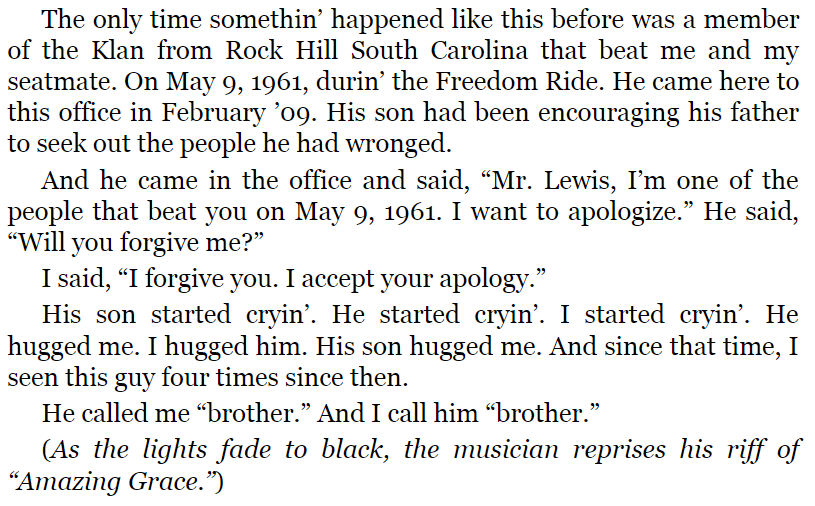 The only time somethin’ happened like this before was a member
of the Klan from Rock Hill South Carolina that beat me and my
seatmate. On May 9, 1961, durin’ the Freedom Ride. He came here to
this office in February ’09. His son had been encouraging his father
to seek out the people he had wronged.
And he came in the office and said, “Mr. Lewis, I’m one of the
people that beat you on May 9, 1961. I want to apologize.” He said,
“Will you forgive me?”
I said, “I forgive you. I accept your apology.”
His son started cryin’. He started cryin’. I started cryin’. He
hugged me. I hugged him. His son hugged me. And since that time, I
seen this guy four times since then.
He called me “brother.” And I call him “brother.”
(As the lights fade to black, the musician reprises his riff of
“Amazing Grace.”)